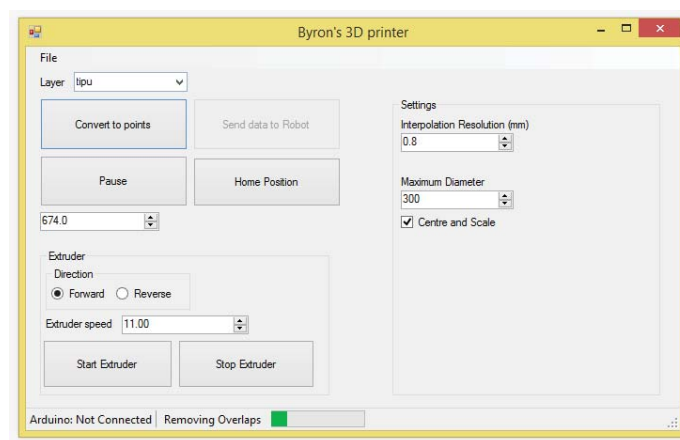 Byron's 3D printer
File
Layer tipu
Convert to points
Send data to Robot
Pause
Home Position
674.0
Extruder
Direction
Forward Reverse
Extruder speed 11.00
Start Extruder
Stop Extruder
Settings
Interpolation Resolution (mm)
0.8
Maximum Diameter
300
Centre and Scale
Arduino: Not Connected Removing Overlaps